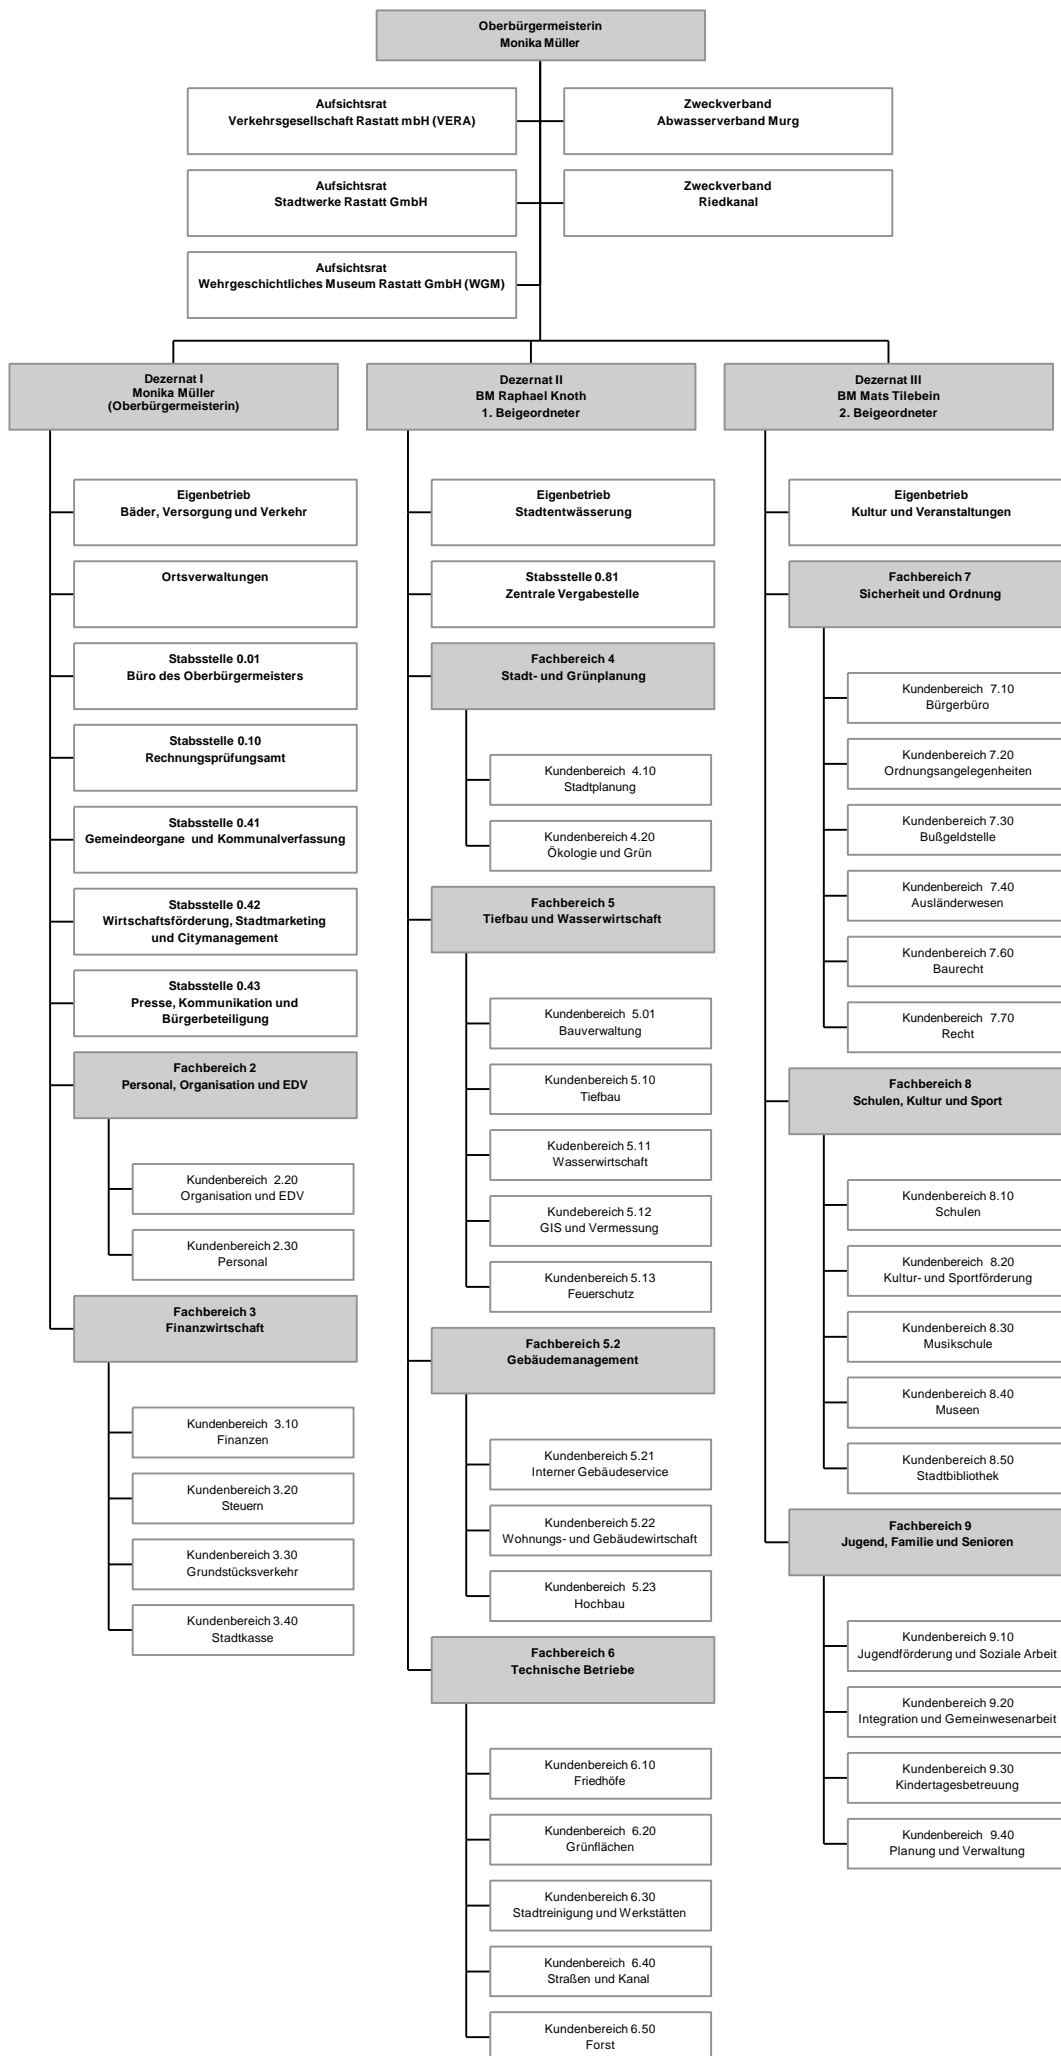 Oberbürgermeisterin
Monika Müller
Aufsichtsrat
Verkehrsgesellschaft Rastatt mbH (VERA)
Zweckverband
Abwasserverband Murg
Aufsichtsrat
Stadtwerke Rastatt GmbH
Zweckverband
Riedkanal
Aufsichtsrat
Wehrgeschichtliches Museum Rastatt GmbH (WGM)
Dezernat I
Monika Müller
(Oberbürgermeisterin)
Eigenbetrieb
Bäder, Versorgung und Verkehr
Ortsverwaltungen
Stabsstelle 0.01
Büro des Oberbürgermeisters
Stabsstelle 0.10
Rechnungsprüfungsamt
Stabsstelle 0.41
Gemeindeorgane und Kommunalverfassung
Stabsstelle 0.42
Wirtschaftsförderung, Stadtmarketing
und Citymanagement
Stabsstelle 0.43
Presse, Kommunikation und
Bürgerbeteiligung
Fachbereich 2
Personal, Organisation und EDV
Kundenbereich 2.20
Organisation und EDV
Kundenbereich 2.30
Personal
Fachbereich 3
Finanzwirtschaft
Kundenbereich 3.10
Finanzen
Kundenbereich 3.20
Steuern
Kundenbereich 3.30
Grundstücksverkehr
Kundenbereich 3.40
Stadtkasse
Dezernat II
BM Raphael Knoth
1. Beigeordneter
Eigenbetrieb
Stadtentwässerung
Stabsstelle 0.81
Zentrale Vergabestelle
Fachbereich 4
Stadt- und Grünplanung
Kundenbereich 4.10
Stadtplanung
Kundenbereich 4.20
Ökologie und Grün
Fachbereich 5
Tiefbau und Wasserwirtschaft
Kundenbereich 5.01
Bauverwaltung
Kundenbereich 5.10
Tiefbau
Kudenbereich 5.11
Wasserwirtschaft
Kundebereich 5.12
GIS und Vermessung
Kundenbereich 5.13
Feuerschutz
Fachbereich 5.2
Gebäudemanagement
Kundenbereich 5.21
Interner Gebäudeservice
Kundenbereich 5.22
Wohnungs- und Gebäudewirtschaft
Kundenbereich 5.23
Hochbau
Fachbereich 6
Technische Betriebe
Kundenbereich 6.10
Friedhöfe
Kundenbereich 6.20
Grünflächen
Kundenbereich 6.30
Stadtreinigung und Werkstätten
Kundenbereich 6.40
Straßen und Kanal
Kundenbereich 6.50
Forst
Dezernat III
BM Mats Tilebein
2. Beigeordneter
Eigenbetrieb
Kultur und Veranstaltungen
Fachbereich 7
Sicherheit und Ordnung
Kundenbereich 7.10
Bürgerbüro
Kundenbereich 7.20
Ordnungsangelegenheiten
Kundenbereich 7.30
Bußgeldstelle
Kundenbereich 7.40
Ausländerwesen
Kundenbereich 7.60
Baurecht
Kundenbereich 7.70
Recht
Fachbereich 8
Schulen, Kultur und Sport
Kundenbereich 8.10
Schulen
Kundenbereich 8.20
Kultur- und Sportförderung
Kundenbereich 8.30
Musikschule
Kundenbereich 8.40
Museen
Kundenbereich 8.50
Stadtbibliothek
Fachbereich 9
Jugend, Familie und Senioren
Kundenbereich 9.10
Jugendförderung und Soziale Arbeit
Kundenbereich 9.20
Integration und Gemeinwesenarbeit
Kundenbereich 9.30
Kindertagesbetreuung
Kundenbereich 9.40
Planung und Verwaltung